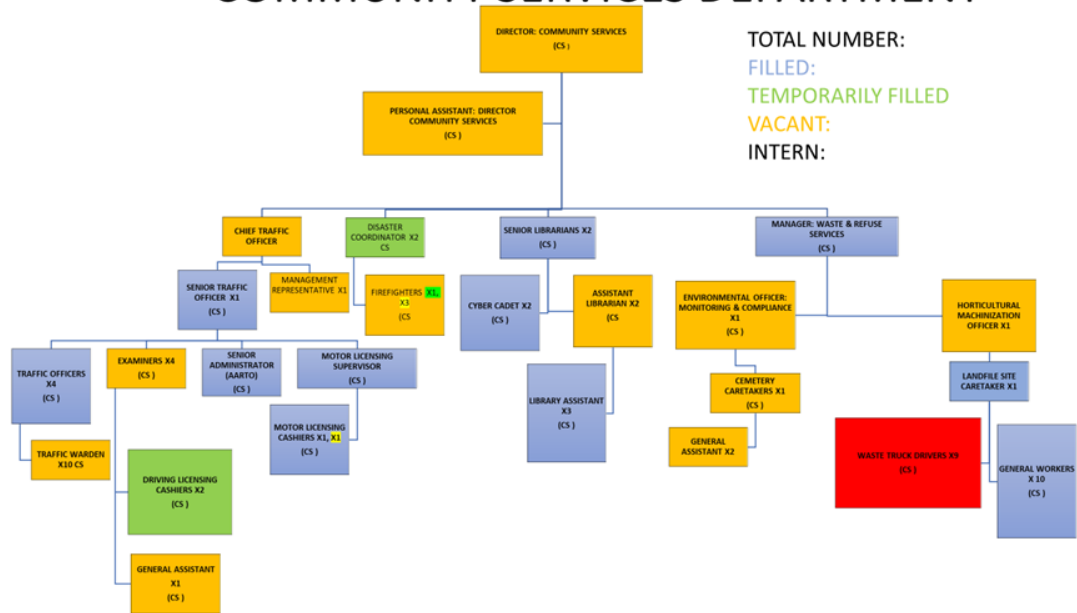 COMMUNITY SERVICES DEPARTMENT
DIRECTOR: COMMUNITY SERVICES
(CS )
TOTAL NUMBER:
FILLED:
TEMPORARILY FILLED
VACANT:
INTERN:
PERSONAL ASSISTANT: DIRECTOR
COMMUNITY SERVICES
(CS )
CHIEF TRAFFIC
OFFICER
DISASTER
COORDINATOR X2
CS
SENIOR LIBRARIANS X2
(CS )
MANAGER: WASTE & REFUSE
SERVICES
(CS )
SENIOR TRAFFIC
OFFICER X1
(CS )
MANAGEMENT
REPRESENTATIVE X1
FIREFIGHTERS X1,
X3
(CS
CYBER CADET X2
(CS )
ASSISTANT
LIBRARIAN X2
(CS
ENVIRONMENTAL OFFICER:
MONITORING & COMPLIANCE
X1
(CS )
HORTICULTURAL
MACHINIZATION
OFFICER X1
TRAFFIC OFFICERS
X4
(CS )
EXAMINERS X4
(CS )
SENIOR
ADMINISTRATOR
(AARTO)
(CS )
MOTOR LICENSING
SUPERVISOR
(CS )
LIBRARY ASSISTANT
X3
(CS )
CEMETERY
CARETAKERS X1
(CS )
LANDFILE SITE
CARETAKER X1
MOTOR LICENSING
CASHIERS X1, X1
(CS )
TRAFFIC WARDEN
X10 CS
GENERAL
ASSISTANT X2
WASTE TRUCK DRIVERS X9
(CS )
GENERAL WORKERS
X 10
(CS )
DRIVING LICENSING
CASHIERS X2
(CS )
GENERAL ASSISTANT
X1
(CS )